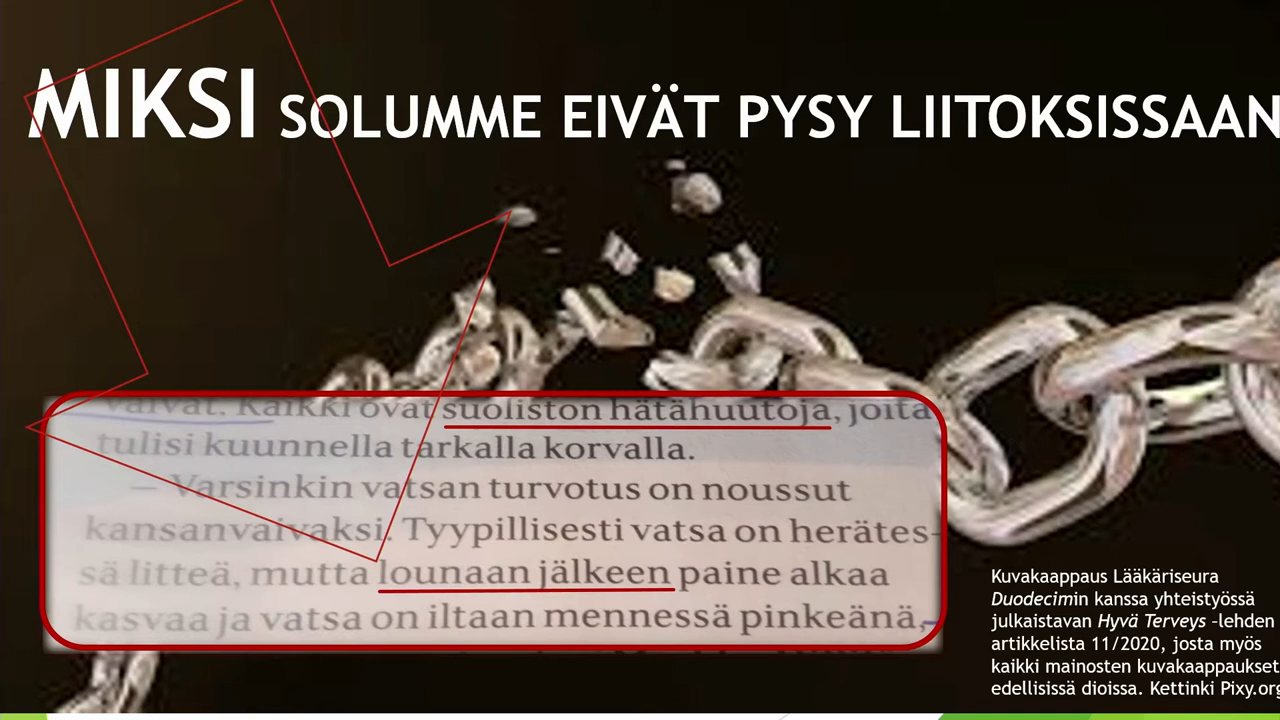 MIKSI SOLUMME EIVÄT PYSY LIITOKSISSAAN
vaivat. Kaikki ovat suoliston hätähuutoja, joita
tulisi kuunnella tarkalla korvalla.
– Varsinkin vatsan turvotus on noussut
kansanvaivaksi. Tyypillisesti vatsa on herätes-
sä litteä, mutta lounaan jälkeen paine alkaa
kasvaa ja vatsa on iltaan mennessä pinkeänä,
Kuvakaappaus Lääkäriseura
Duodecimin kanssa yhteistyössä
julkaistavan Hyvä Terveys -lehden
artikkelista 11/2020, josta myös
kaikki mainosten kuvakaappaukset
edellisissä dioissa. Kettinki Pixy.org